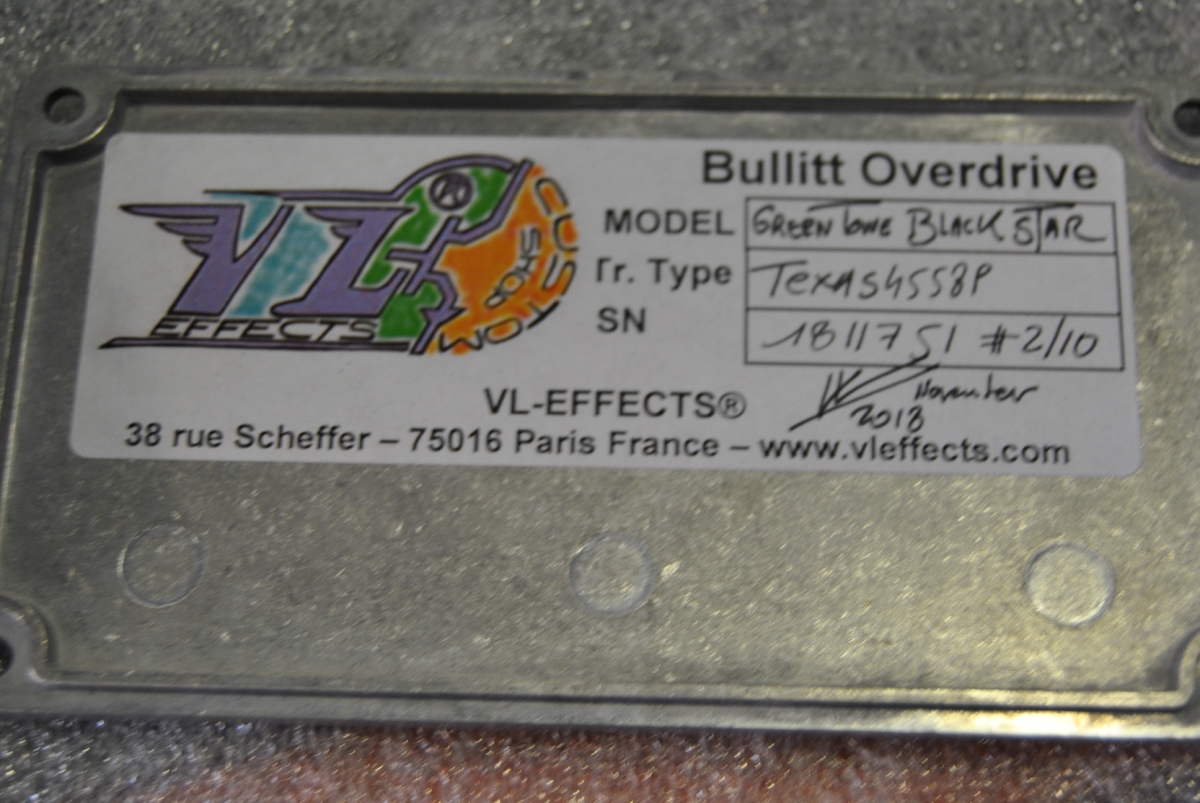 Bullitt Overdrive
VL EFFECTS ®
CUSTOM SHOP
MODEL GREEN TONE BLACK STAR
Tr. Type TEXAS4558P
SN 1811751 #2/10
VL-EFFECTS®
November
2018
38 rue Scheffer – 75016 Paris France – www.vleffects.com